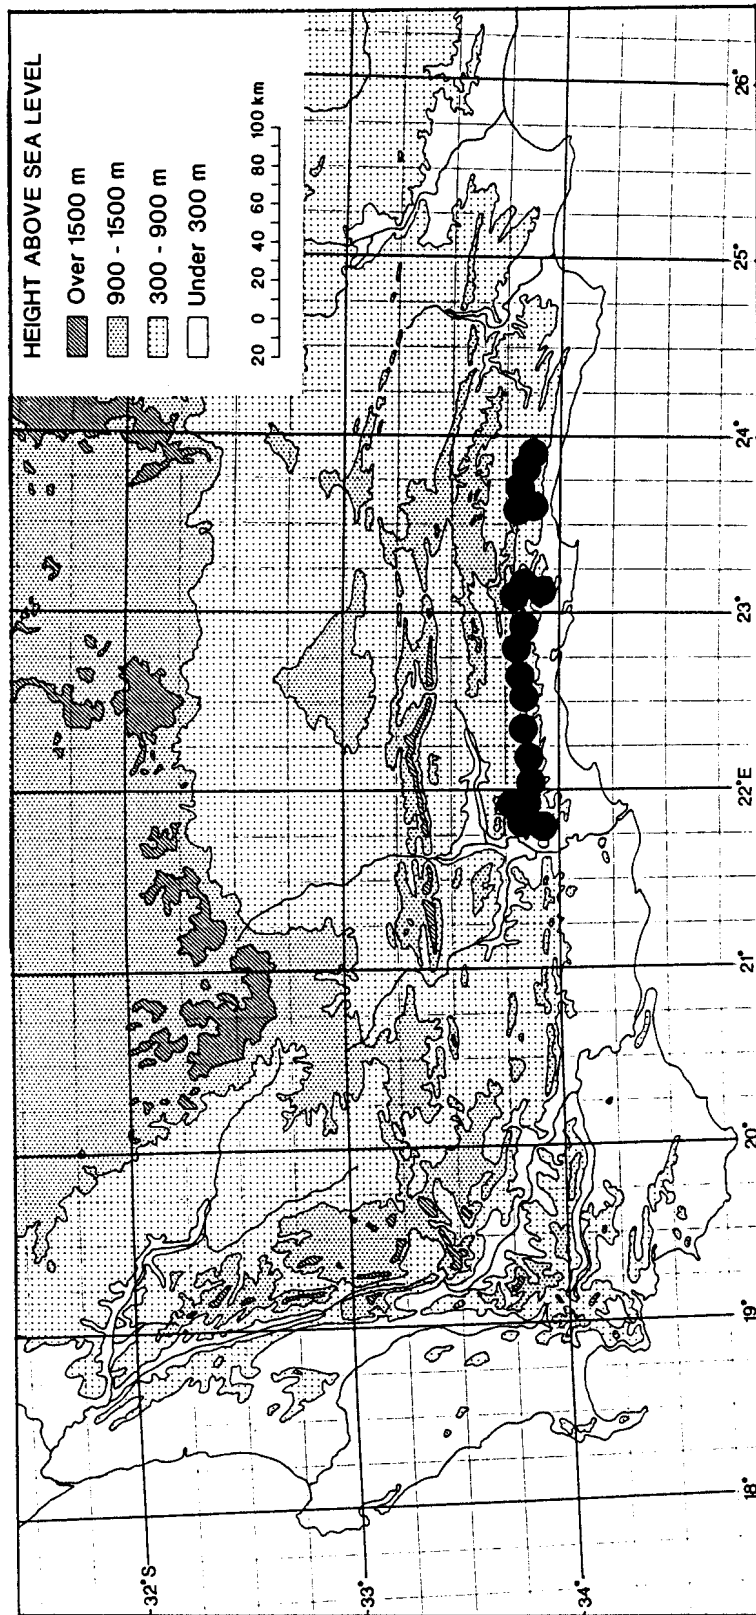 HEIGHT ABOVE SEA LEVEL
Over 1500 m
900 - 1500 m
300 - 900 m
Under 300 m
20 0 20 40 60 80 100 km
32°S
33°
34°
18°
19°
20°
21°
22°E
23°
24°
25°
26°